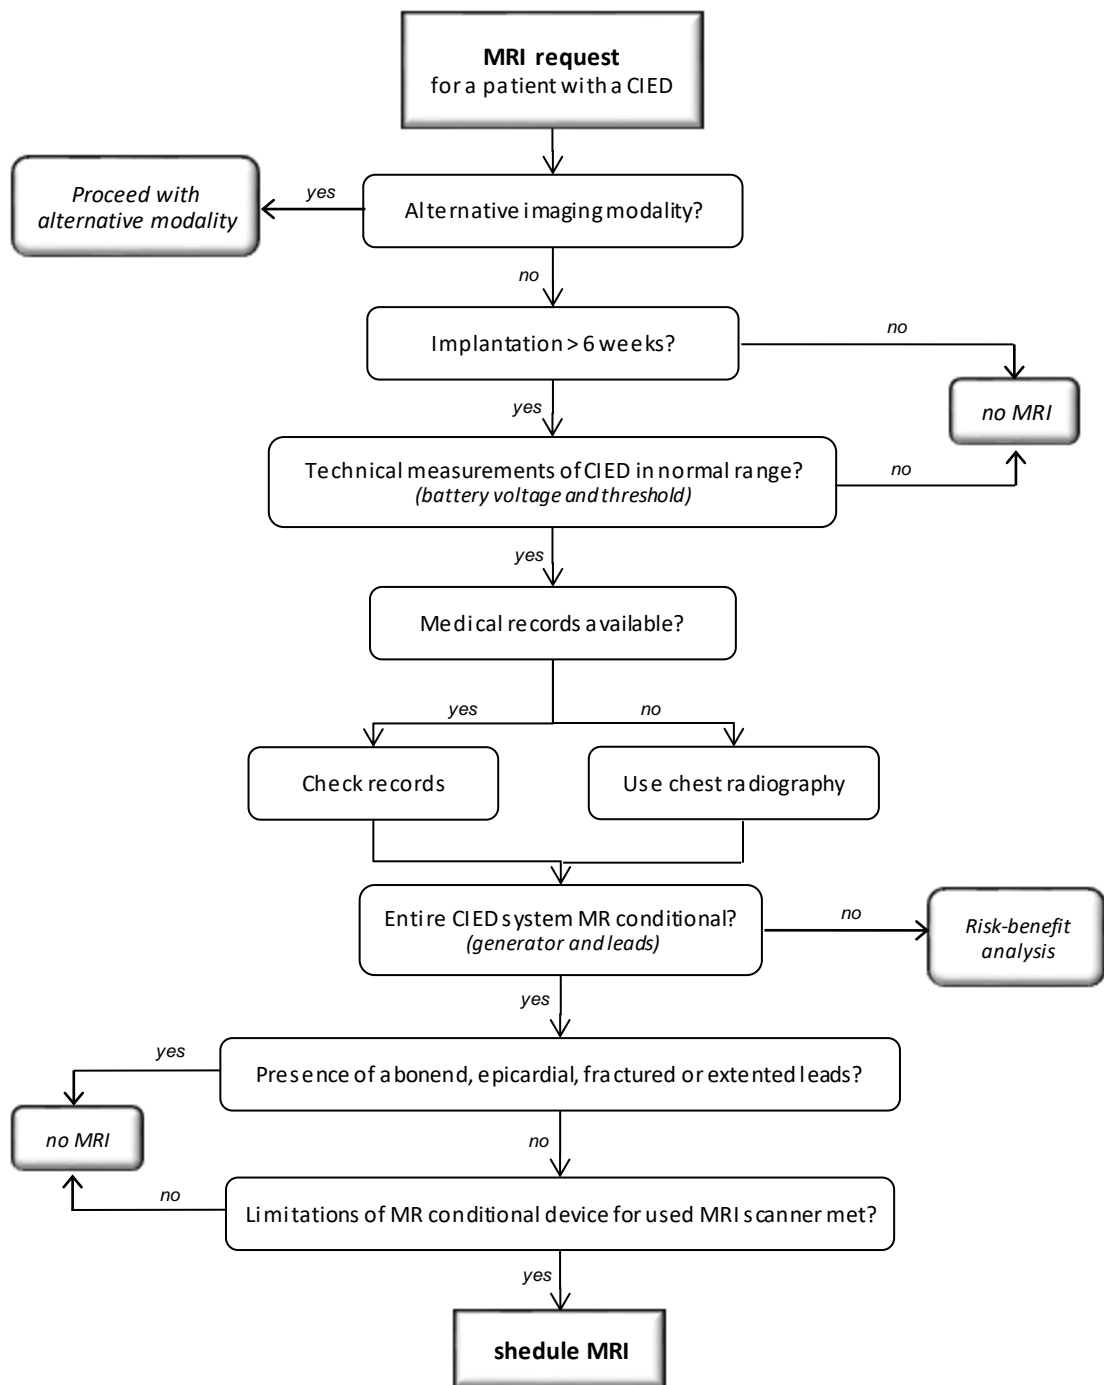 MRI request
for a patient with a CIED
Proceed with
alternative modality
yes
Alternative imaging modality?
no
Implantation > 6 weeks?
no
no MRI
yes
Technical measurements of CIED in normal range?
(battery voltage and threshold)
no
yes
Medical records available?
yes
no
Check records
Use chest radiography
Entire CIED system MR conditional?
(generator and leads)
no
Risk-benefit
analysis
yes
yes
Presence of abonend, epicardial, fractured or extented leads?
no MRI
no
no
Limitations of MR conditional device for used MRI scanner met?
yes
shedule MRI